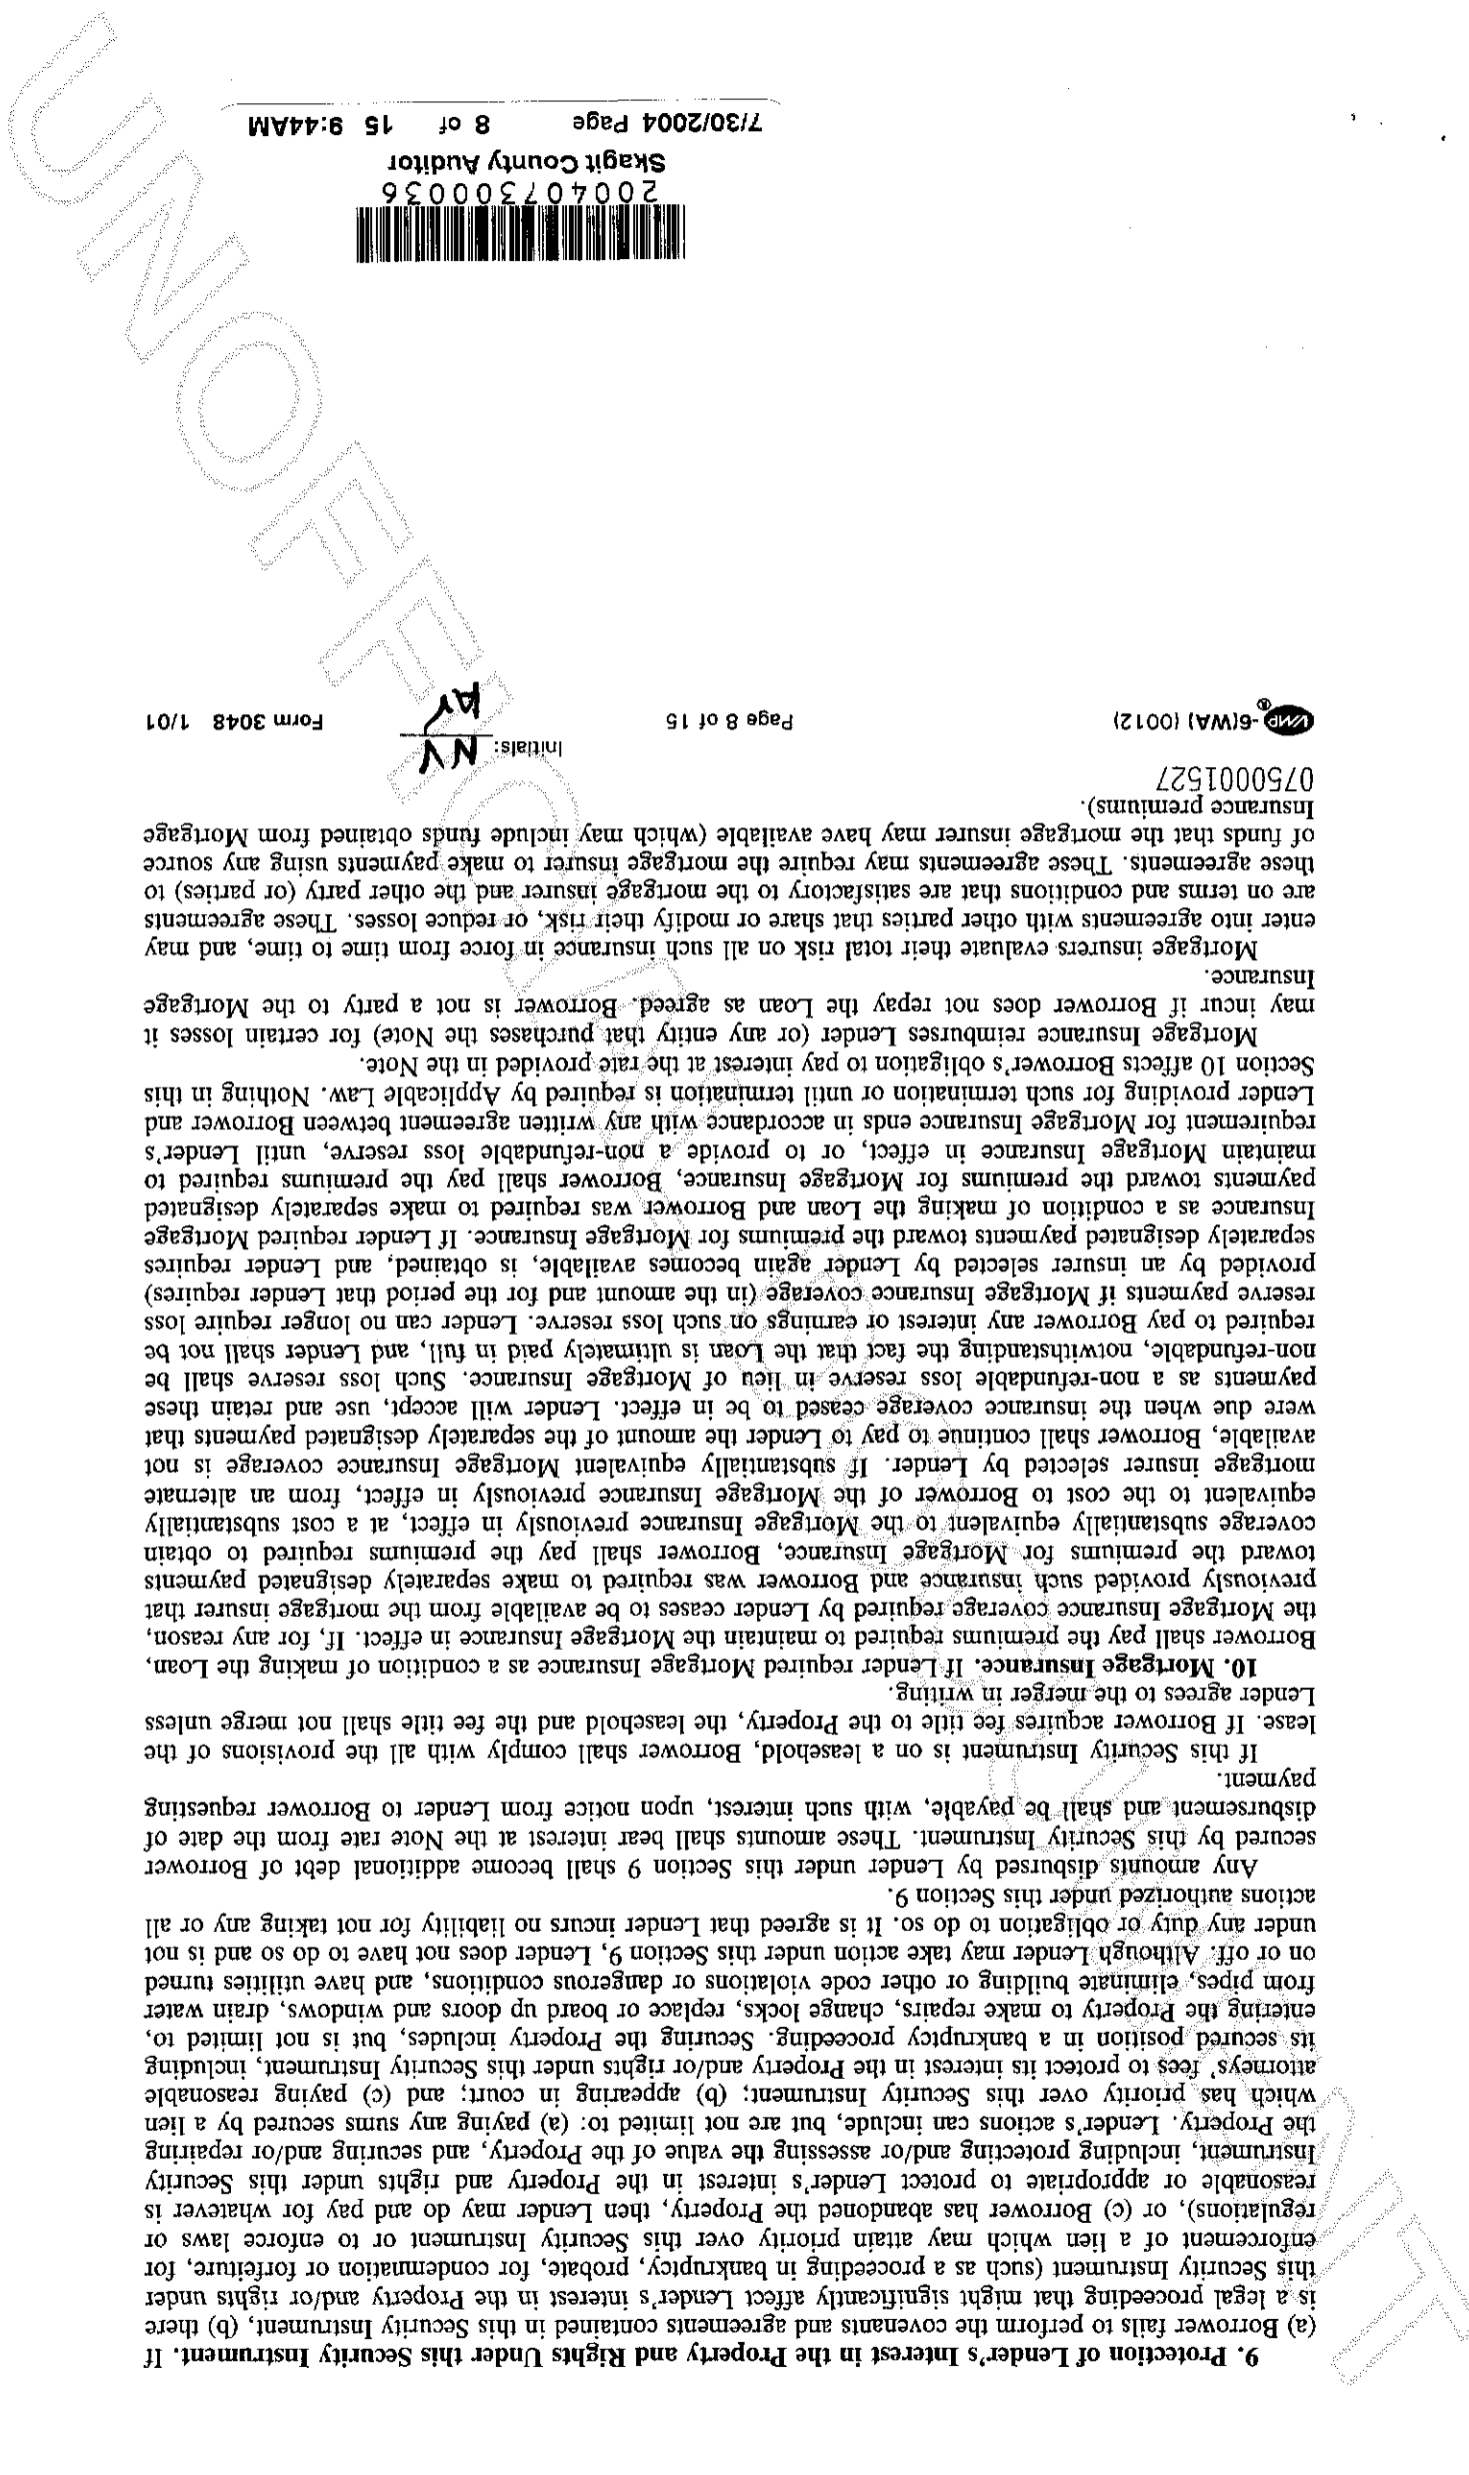 9. Protection of Lender's Interest in the Property and Rights Under this Security Instrument. If
(a) Borrower fails to perform the covenants and agreements contained in this Security Instrument, (b) there
is a legal proceeding that might significantly affect Lender's interest in the Property and/or rights under
this Security Instrument (such as a proceeding in bankruptcy, probate, for condemnation or forfeiture, for
enforcement of a lien which may attain priority over this Security Instrument or to enforce laws or
regulations), or (c) Borrower has abandoned the Property, then Lender may do and pay for whatever is
reasonable or appropriate to protect Lender's interest in the Property and rights under this Security
Instrument, including protecting and/or assessing the value of the Property, and securing and/or repairing
the Property. Lender's actions can include, but are not limited to: (a) paying any sums secured by a lien
which has priority over this Security Instrument; (b) appearing in court; and (c) paying reasonable
attorneys' fees to protect its interest in the Property and/or rights under this Security Instrument, including
its secured position in a bankruptcy proceeding. Securing the Property includes, but is not limited to,
entering the Property to make repairs, change locks, replace or board up doors and windows, drain water
from pipes, eliminate building or other code violations or dangerous conditions, and have utilities turned
on or off. Although Lender may take action under this Section 9, Lender does not have to do so and is not
under any duty or obligation to do so. It is agreed that Lender incurs no liability for not taking any or all
actions authorized under this Section 9.
Any amounts disbursed by Lender under this Section 9 shall become additional debt of Borrower
secured by this Security Instrument. These amounts shall bear interest at the Note rate from the date of
disbursement and shall be payable, with such interest, upon notice from Lender to Borrower requesting
payment.
If this Security Instrument is on a leasehold, Borrower shall comply with all the provisions of the
lease. If Borrower acquires fee title to the Property, the leasehold and the fee title shall not merge unless
Lender agrees to the merger in writing.
10. Mortgage Insurance. If Lender required Mortgage Insurance as a condition of making the Loan,
Borrower shall pay the premiums required to maintain the Mortgage Insurance in effect. If, for any reason,
the Mortgage Insurance coverage required by Lender ceases to be available from the mortgage insurer that
previously provided such insurance and Borrower was required to make separately designated payments
toward the premiums for Mortgage Insurance, Borrower shall pay the premiums required to obtain
coverage substantially equivalent to the Mortgage Insurance previously in effect, at a cost substantially
equivalent to the cost to Borrower of the Mortgage Insurance previously in effect, from an alternate
mortgage insurer selected by Lender. If substantially equivalent Mortgage Insurance coverage is not
available, Borrower shall continue to pay to Lender the amount of the separately designated payments that
were due when the insurance coverage ceased to be in effect. Lender will accept, use and retain these
payments as a non-refundable loss reserve in lieu of Mortgage Insurance. Such loss reserve shall be
non-refundable, notwithstanding the fact that the Loan is ultimately paid in full, and Lender shall not be
required to pay Borrower any interest or earnings on such loss reserve. Lender can no longer require loss
reserve payments if Mortgage Insurance coverage (in the amount and for the period that Lender requires)
provided by an insurer selected by Lender again becomes available, is obtained, and Lender requires
separately designated payments toward the premiums for Mortgage Insurance. If Lender required Mortgage
Insurance as a condition of making the Loan and Borrower was required to make separately designated
payments toward the premiums for Mortgage Insurance, Borrower shall pay the premiums required to
maintain Mortgage Insurance in effect, or to provide a non-refundable loss reserve, until Lender's
requirement for Mortgage Insurance ends in accordance with any written agreement between Borrower and
Lender providing for such termination or until termination is required by Applicable Law. Nothing in this
Section 10 affects Borrower's obligation to pay interest at the rate provided in the Note.
Mortgage Insurance reimburses Lender (or any entity that purchases the Note) for certain losses it
may incur if Borrower does not repay the Loan as agreed. Borrower is not a party to the Mortgage
Insurance.
Mortgage insurers evaluate their total risk on all such insurance in force from time to time, and may
enter into agreements with other parties that share or modify their risk, or reduce losses. These agreements
are on terms and conditions that are satisfactory to the mortgage insurer and the other party (or parties) to
these agreements. These agreements may require the mortgage insurer to make payments using any source
of funds that the mortgage insurer may have available (which may include funds obtained from Mortgage
Insurance premiums).
0750001527
Initials: NV
AV
VMP®-6(WA) (0012) Page 8 of 15 Form 3048 1/01
200407300036
Skagit County Auditor
7/30/2004 Page 8 of 15 9:44AM
UNOFFICIAL DOCUMENT